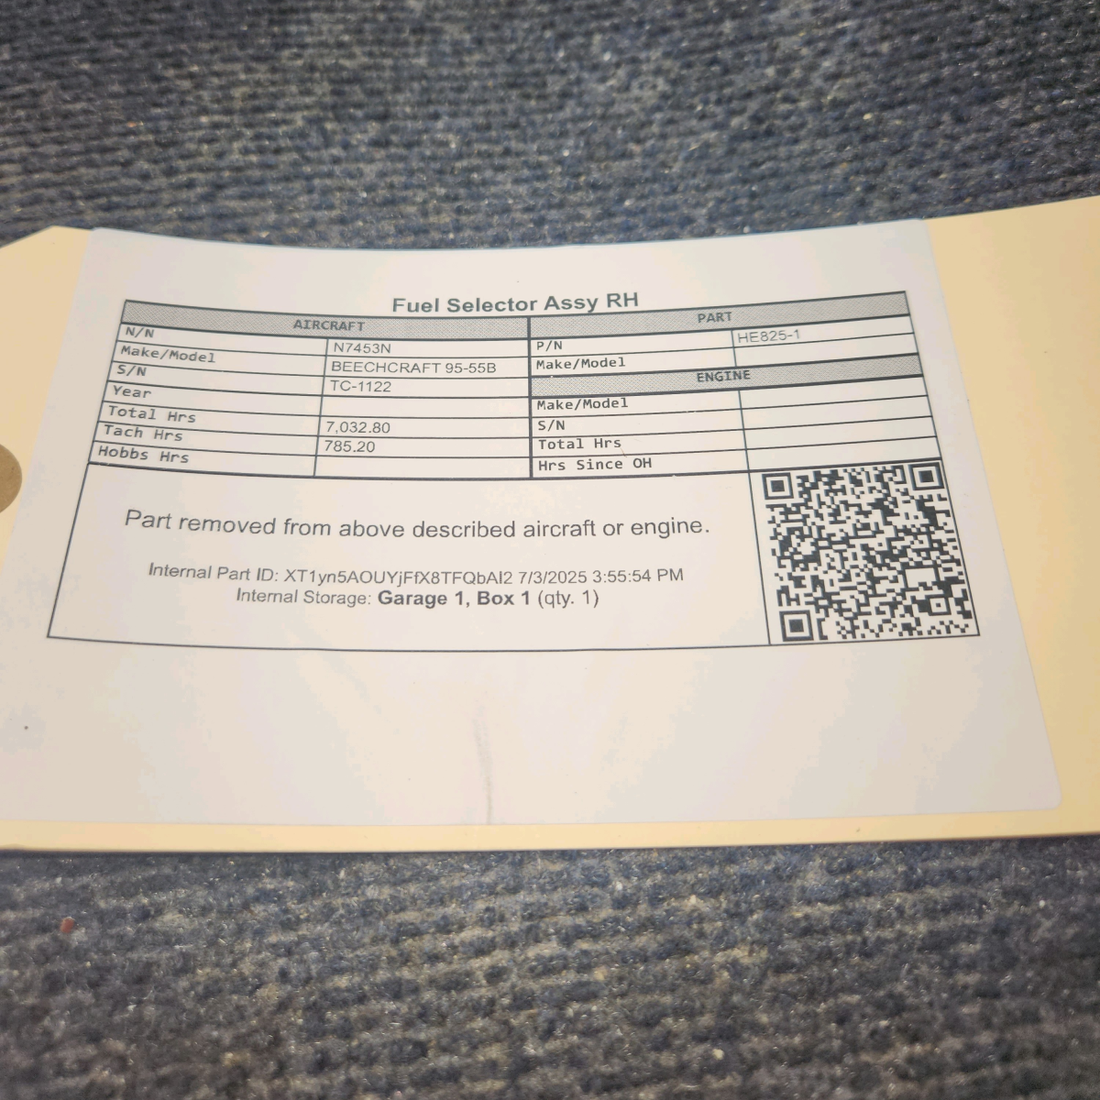 Fuel Selector Assy RH
AIRCRAFT
N/N N7453N
Make/Model BEECHCRAFT 95-55B
S/N TC-1122
Year
Total Hrs 7,032.80
Tach Hrs 785.20
Hobbs Hrs
PART
P/N HE825-1
Make/Model
ENGINE
Make/Model
S/N
Total Hrs
Hrs Since OH
Part removed from above described aircraft or engine.
Internal Part ID: XT1yn5AOUYjFfX8TFQbAI2 7/3/2025 3:55:54 PM
Internal Storage: Garage 1, Box 1 (qty. 1)